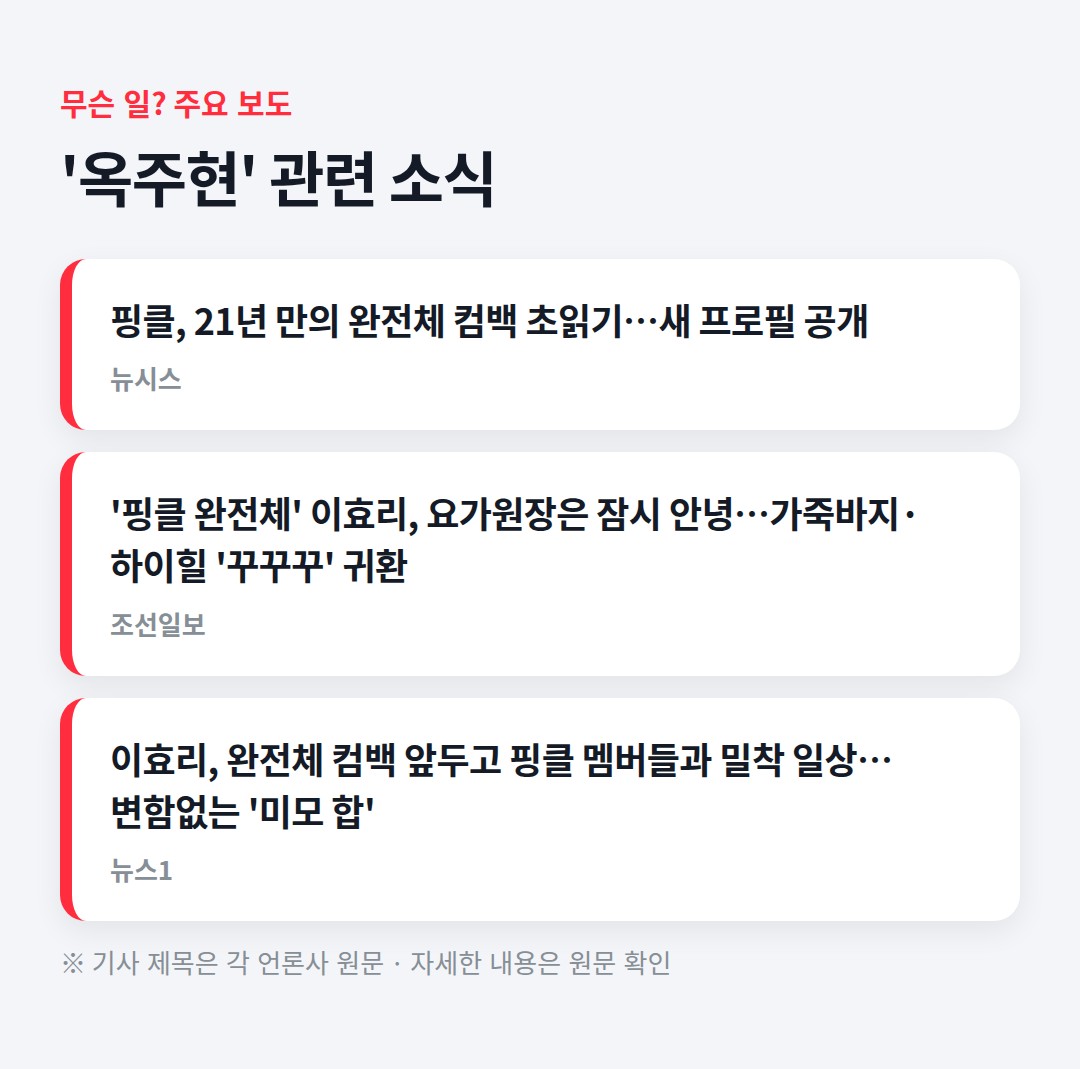 무슨 일? 주요 보도
'옥주현' 관련 소식
핑클, 21년 만의 완전체 컴백 초읽기…새 프로필 공개
뉴시스
'핑클 완전체' 이효리, 요가원장은 잠시 안녕…가죽바지·
하이힐 '꾸꾸꾸' 귀환
조선일보
이효리, 완전체 컴백 앞두고 핑클 멤버들과 밀착 일상…
변함없는 '미모 합'
뉴스1
※ 기사 제목은 각 언론사 원문 · 자세한 내용은 원문 확인